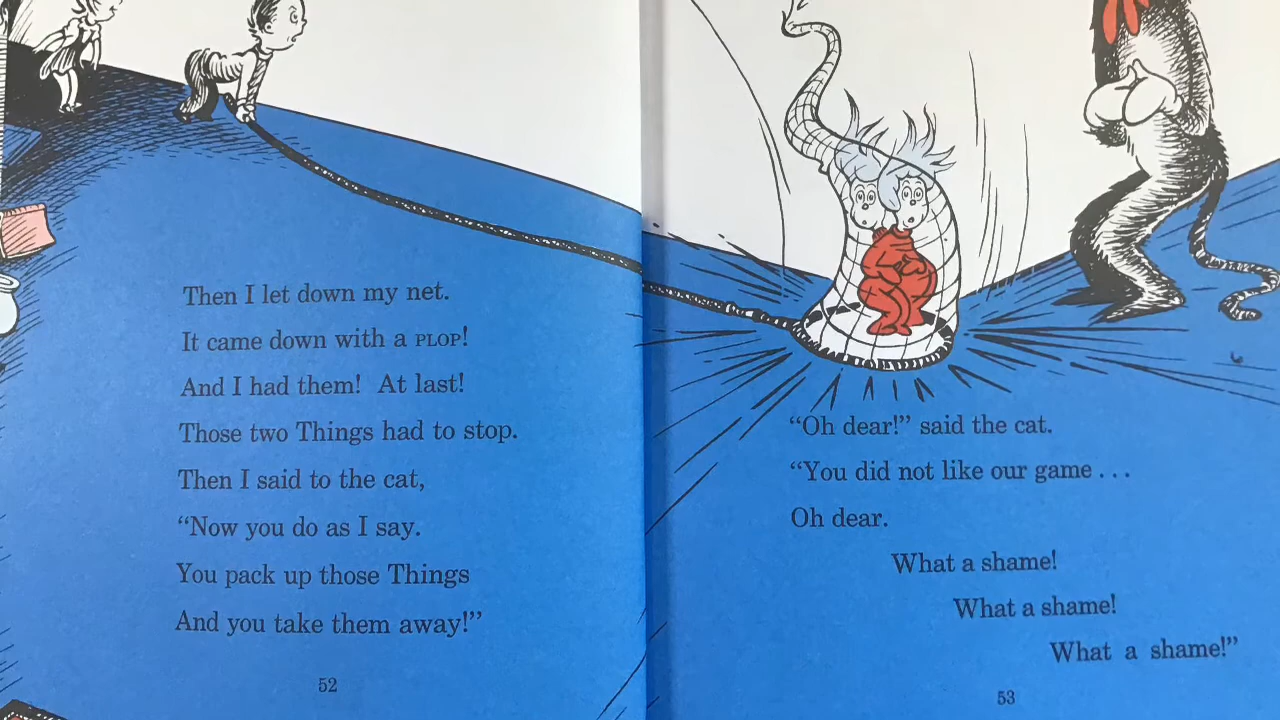 Then I let down my net.
It came down with a PLOP!
And I had them! At last!
Those two Things had to stop.
Then I said to the cat,
“Now you do as I say.
You pack up those Things
And you take them away!”
52
“Oh dear!” said the cat.
“You did not like our game . . .
Oh dear.
What a shame!
What a shame!
What a shame!”
53